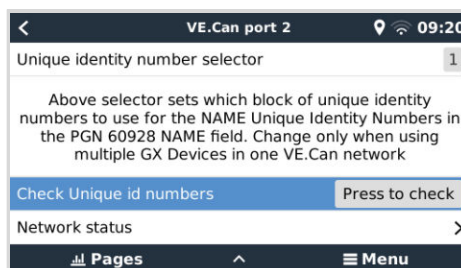 VE.Can port 2 09:20
Unique identity number selector 1
Above selector sets which block of unique identity
numbers to use for the NAME Unique Identity Numbers in
the PGN 60928 NAME field. Change only when using
multiple GX Devices in one VE.Can network
Check Unique id numbers Press to check
Network status
Pages Menu